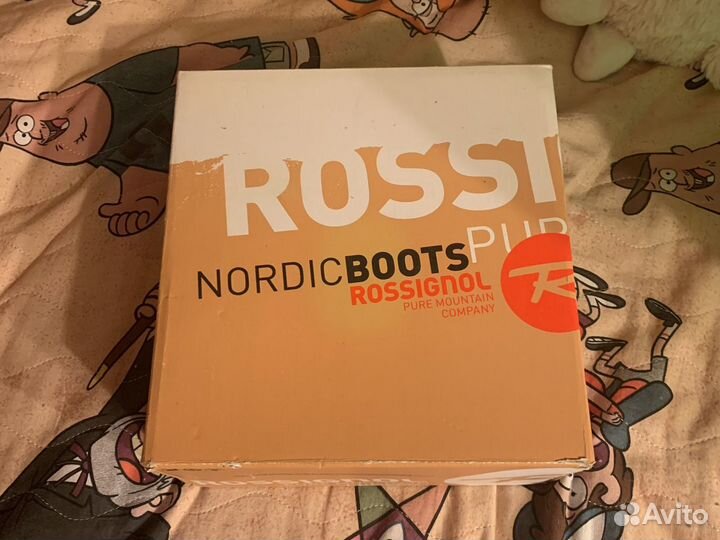 ROSSI
PUR
NORDICBOOTS
ROSSIGNOL
PURE MOUNTAIN
COMPANY
R
Avito